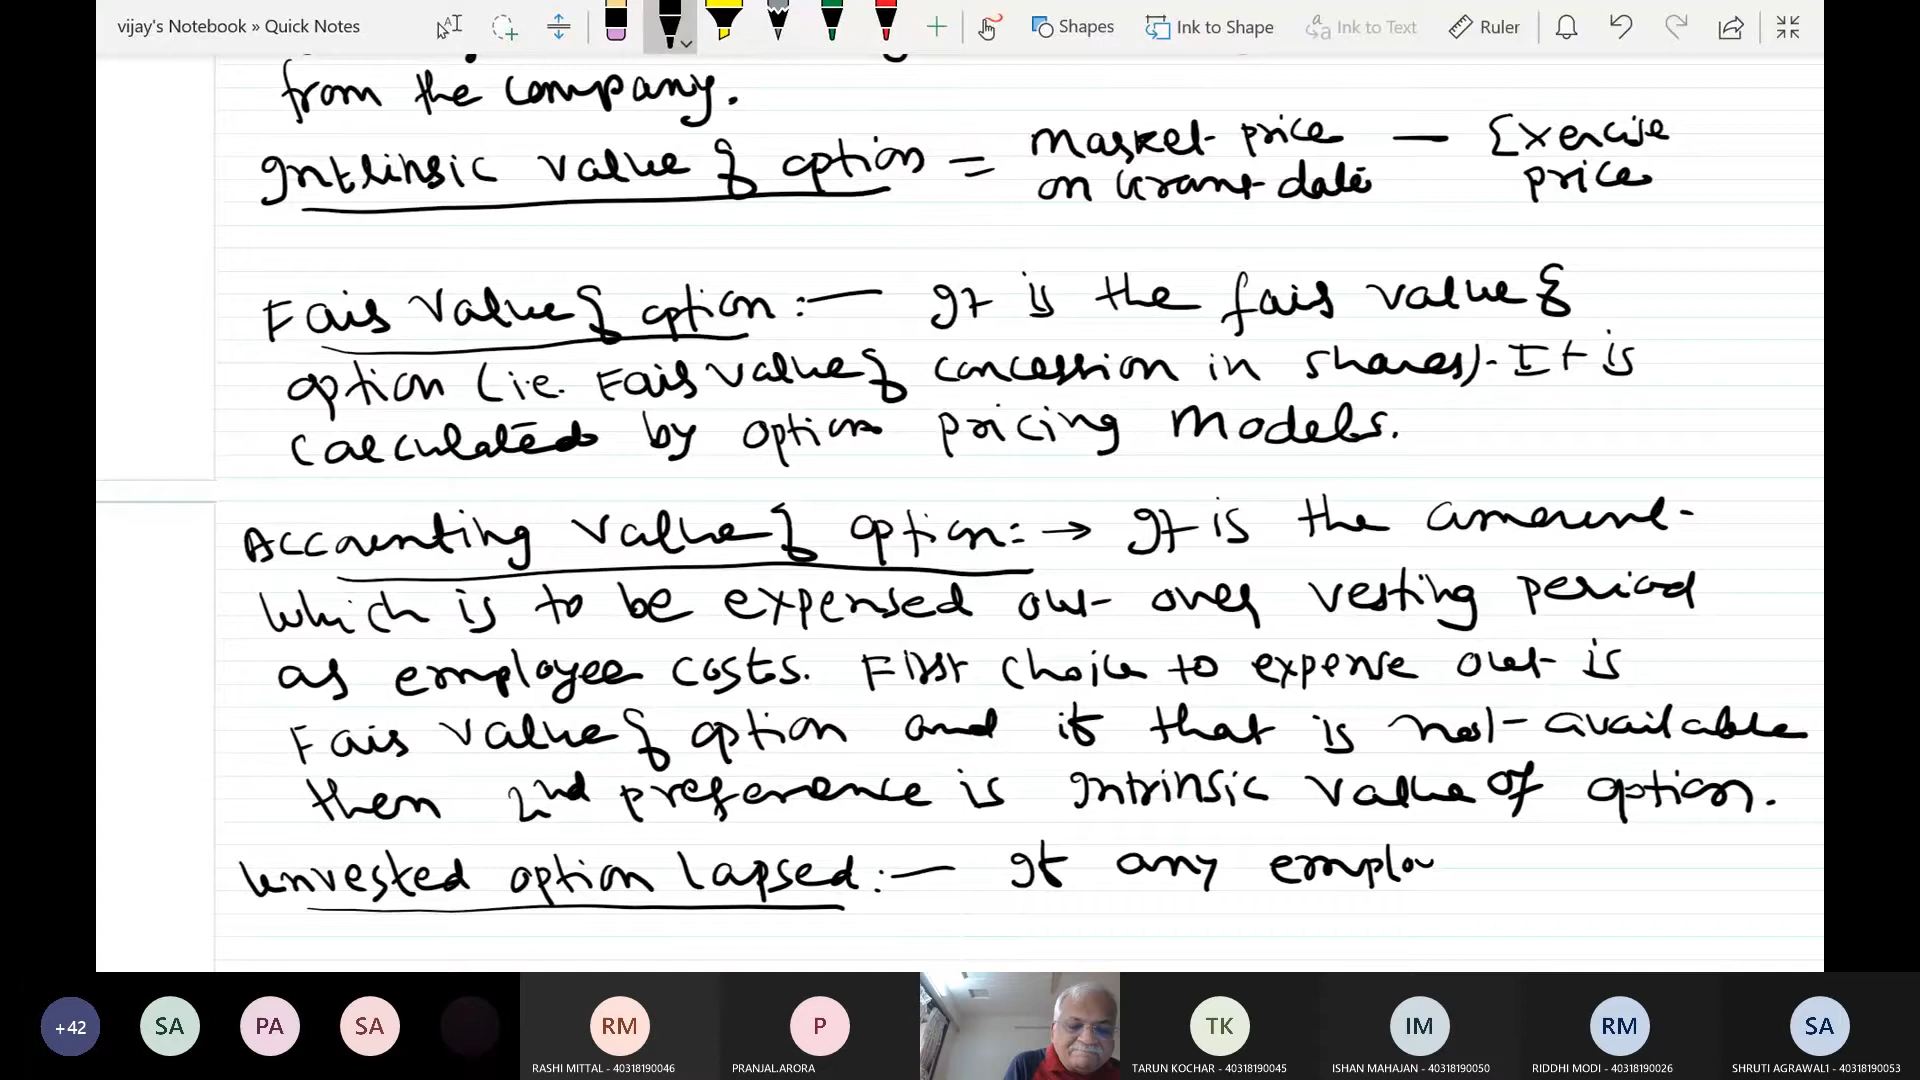 vijay's Notebook » Quick Notes
Shapes
Ink to Shape
Ink to Text
Ruler
from the company.
Intrinsic value of option = Market price on Grant date — Exercise price
Fair value of option :— It is the fair value of
option (i.e. Fair value of concession in shares). It is
calculated by option pricing models.
Accounting value of option :→ It is the amount
which is to be expensed out over vesting period
as employee costs. First choice to expense out is
Fair value of option and if that is not available
then 2nd preference is Intrinsic value of option.
Unvested option lapsed :— If any emplo
+42
SA
PA
SA
RM
P
TK
IM
RM
SA
RASHI MITTAL - 40318190046
PRANJAL.ARORA
TARUN KOCHAR - 40318190045
ISHAN MAHAJAN - 40318190050
RIDDHI MODI - 40318190026
SHRUTI AGRAWAL1 - 40318190053